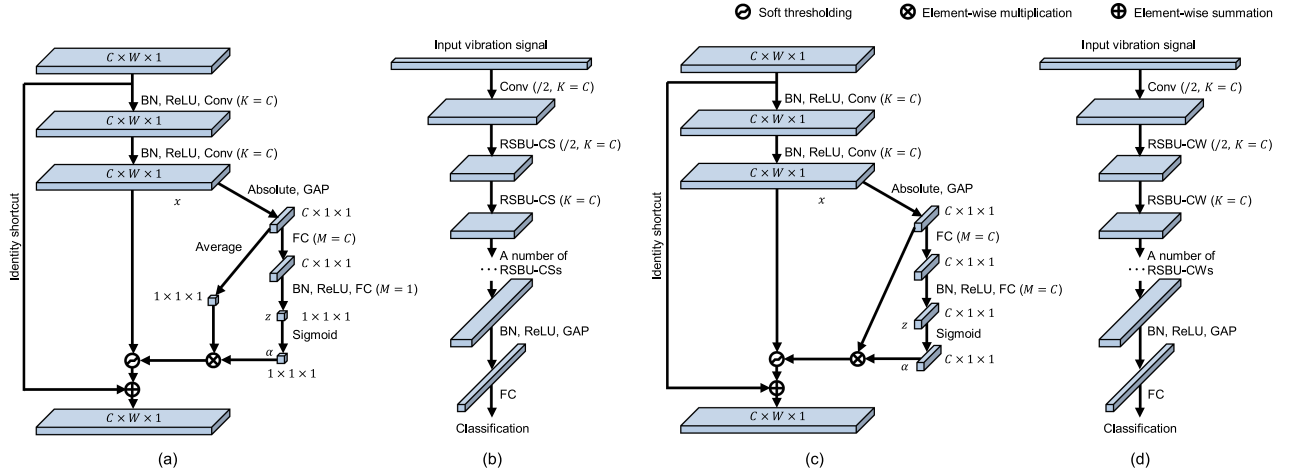 Soft thresholding
Element-wise multiplication
Element-wise summation
C × W × 1
BN, ReLU, Conv (K = C)
C × W × 1
BN, ReLU, Conv (K = C)
C × W × 1
x
Absolute, GAP
C × 1 × 1
FC (M = C)
Average
C × 1 × 1
BN, ReLU, FC (M = 1)
1 × 1 × 1
z
1 × 1 × 1
Sigmoid
α
1 × 1 × 1
Identity shortcut
C × W × 1
(a)
Input vibration signal
Conv (/2, K = C)
RSBU-CS (/2, K = C)
RSBU-CS (K = C)
A number of
··· RSBU-CSs
BN, ReLU, GAP
FC
Classification
(b)
C × W × 1
BN, ReLU, Conv (K = C)
C × W × 1
BN, ReLU, Conv (K = C)
C × W × 1
x
Absolute, GAP
C × 1 × 1
FC (M = C)
C × 1 × 1
BN, ReLU, FC (M = C)
z
C × 1 × 1
Sigmoid
α
C × 1 × 1
Identity shortcut
C × W × 1
(c)
Input vibration signal
Conv (/2, K = C)
RSBU-CW (/2, K = C)
RSBU-CW (K = C)
A number of
··· RSBU-CWs
BN, ReLU, GAP
FC
Classification
(d)